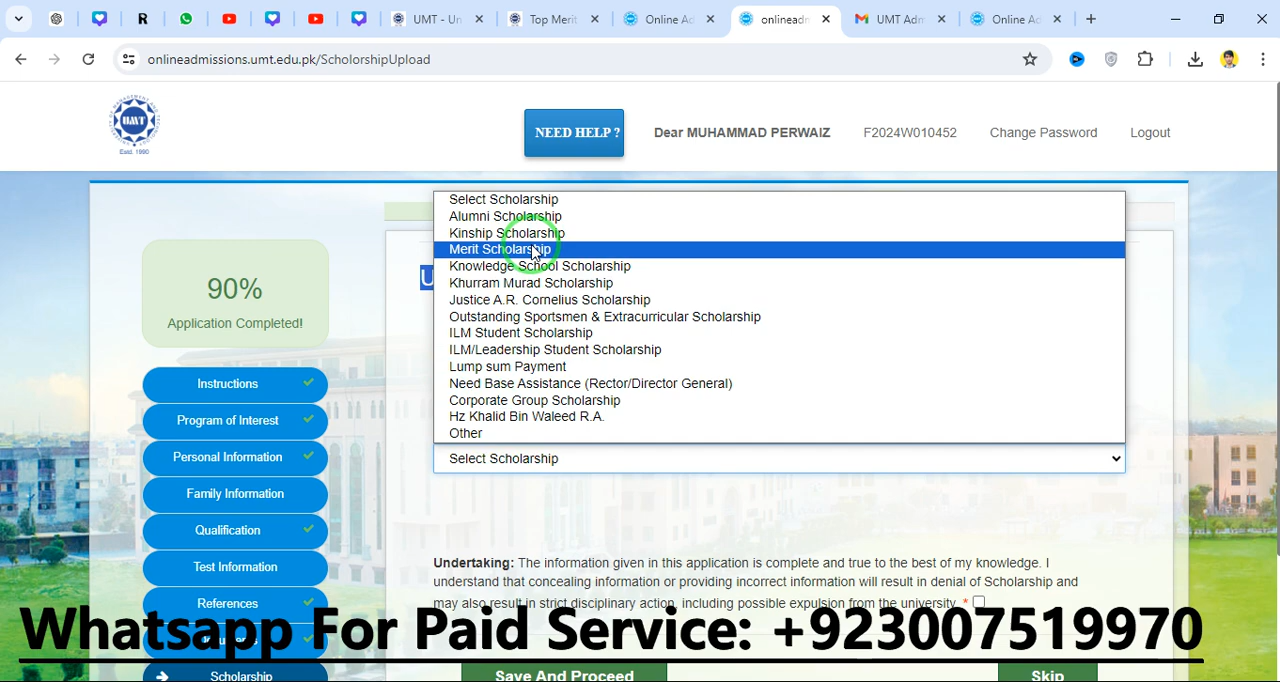 UMT - Un
Top Merit
Online Ad
onlineadm
UMT Adm
Online Ad
onlineadmissions.umt.edu.pk/ScholorshipUpload
UMT
Estd. 1990
NEED HELP ?
Dear MUHAMMAD PERWAIZ
F2024W010452
Change Password
Logout
90%
Application Completed!
Instructions
Program of Interest
Personal Information
Family Information
Qualification
Test Information
References
Scholarship
U
Select Scholarship
Alumni Scholarship
Kinship Scholarship
Merit Scholarship
Knowledge School Scholarship
Khurram Murad Scholarship
Justice A.R. Cornelius Scholarship
Outstanding Sportsmen & Extracurricular Scholarship
ILM Student Scholarship
ILM/Leadership Student Scholarship
Lump sum Payment
Need Base Assistance (Rector/Director General)
Corporate Group Scholarship
Hz Khalid Bin Waleed R.A.
Other
Select Scholarship
Undertaking: The information given in this application is complete and true to the best of my knowledge. I
understand that concealing information or providing incorrect information will result in denial of Scholarship and
may also result in strict disciplinary action, including possible expulsion from the university. *
Whatsapp For Paid Service: +923007519970
Save And Proceed
Skip